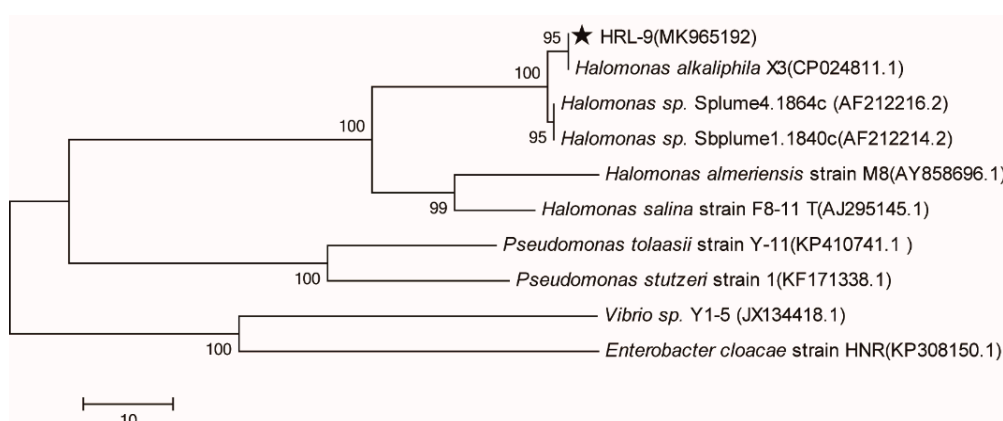 95 ★ HRL-9(MK965192)
100 Halomonas alkaliphila X3(CP024811.1)
Halomonas sp. Splume4.1864c (AF212216.2)
100
95 Halomonas sp. Sbplume1.1840c(AF212214.2)
Halomonas almeriensis strain M8(AY858696.1)
99 Halomonas salina strain F8-11 T(AJ295145.1)
Pseudomonas tolaasii strain Y-11(KP410741.1 )
100 Pseudomonas stutzeri strain 1(KF171338.1)
Vibrio sp. Y1-5 (JX134418.1)
100 Enterobacter cloacae strain HNR(KP308150.1)
10